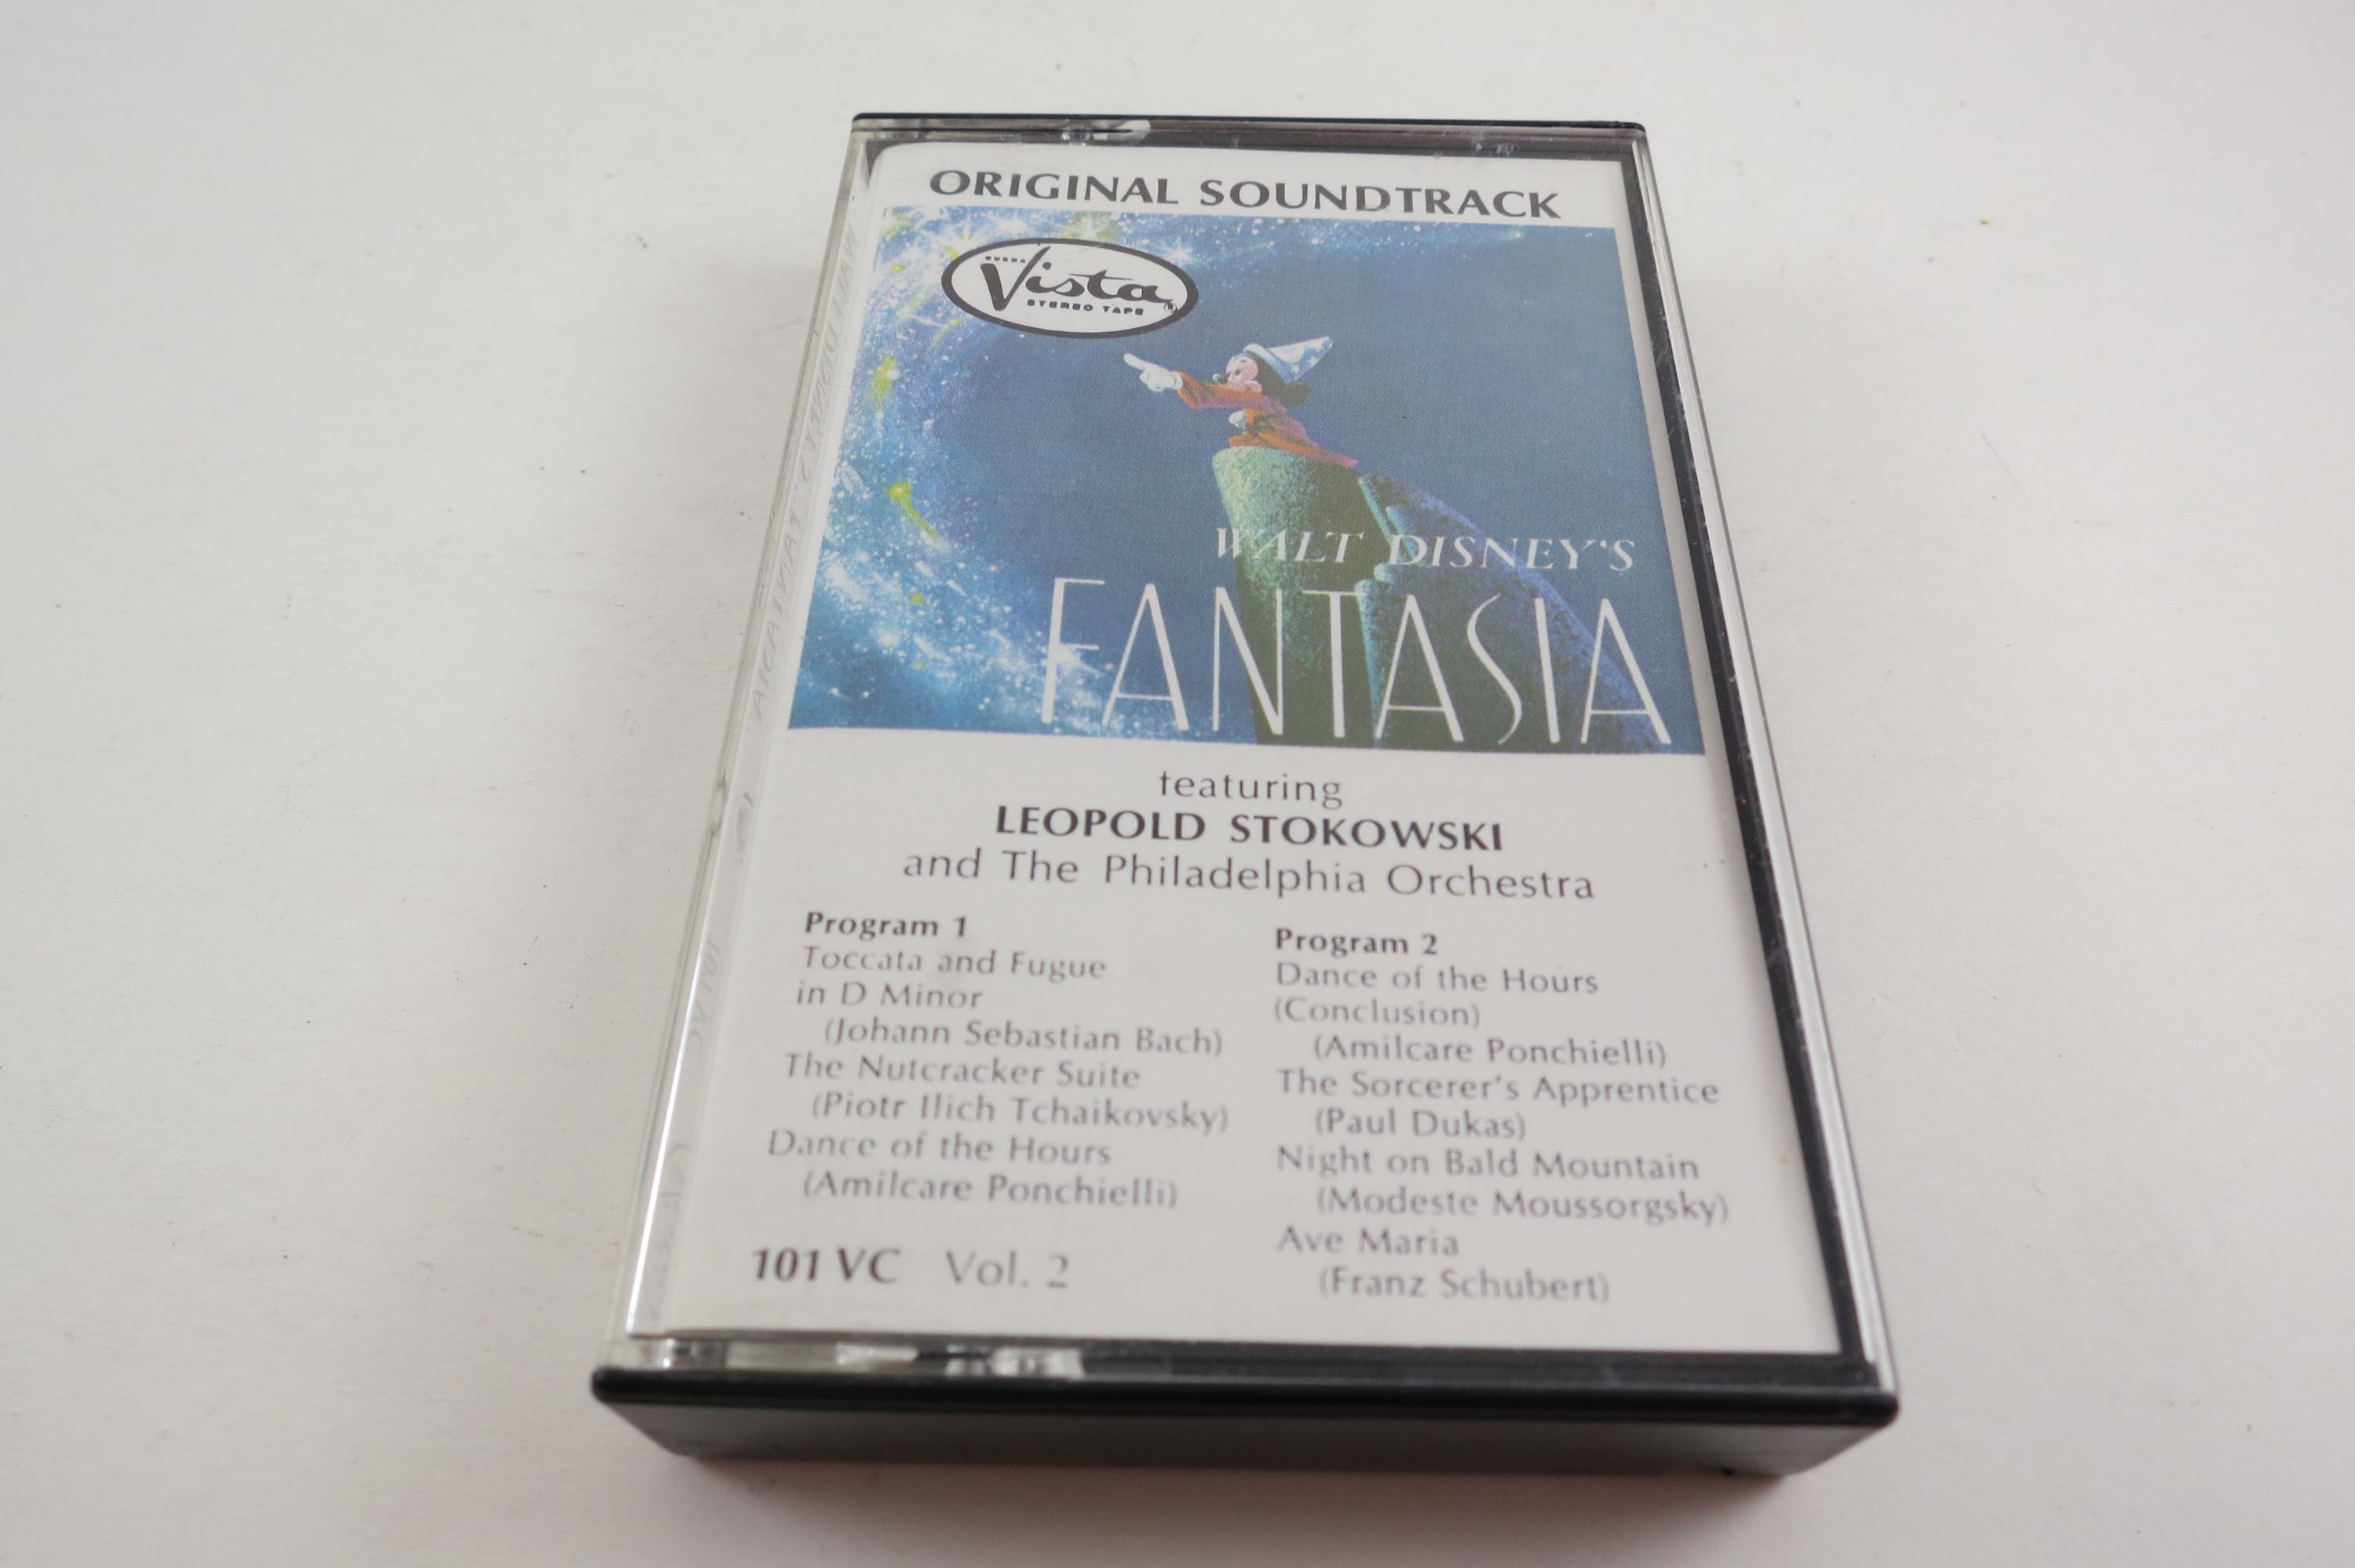 ORIGINAL SOUNDTRACK
BUENA
Vista
STEREO TAPE
WALT DISNEY'S
FANTASIA
featuring
LEOPOLD STOKOWSKI
and The Philadelphia Orchestra
Program 1
Toccata and Fugue
in D Minor
(Johann Sebastian Bach)
The Nutcracker Suite
(Piotr Ilich Tchaikovsky)
Dance of the Hours
(Amilcare Ponchielli)
101 VC Vol. 2
Program 2
Dance of the Hours
(Conclusion)
(Amilcare Ponchielli)
The Sorcerer's Apprentice
(Paul Dukas)
Night on Bald Mountain
(Modeste Moussorgsky)
Ave Maria
(Franz Schubert)